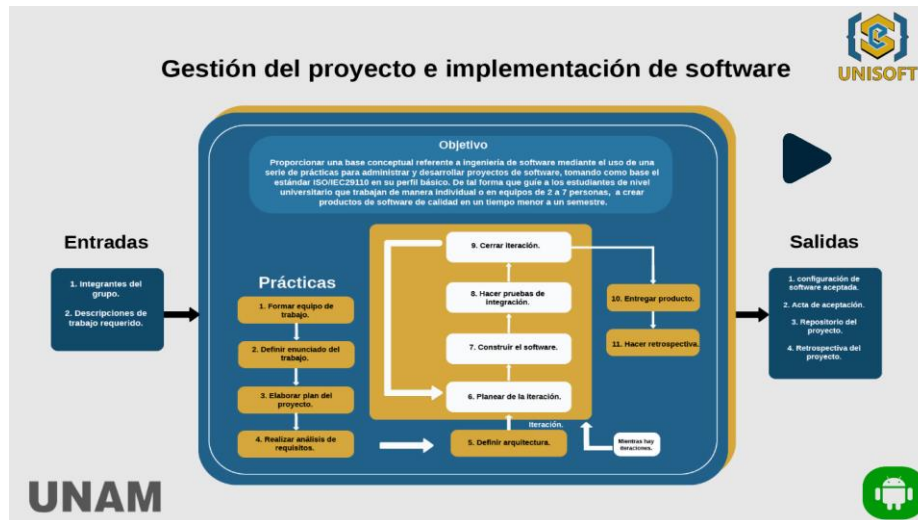 UNISOFT
Gestión del proyecto e implementación de software
Objetivo
Proporcionar una base conceptual referente a ingeniería de software mediante el uso de una
serie de prácticas para administrar y desarrollar proyectos de software, tomando como base el
estándar ISO/IEC29110 en su perfil básico. De tal forma que guíe a los estudiantes de nivel
universitario que trabajan de manera individual o en equipos de 2 a 7 personas, a crear
productos de software de calidad en un tiempo menor a un semestre.
Entradas
1. Integrantes del
grupo.
2. Descripciones de
trabajo requerido.
Prácticas
1. Formar equipo de
trabajo.
2. Definir enunciado del
trabajo.
3. Elaborar plan del
proyecto.
4. Realizar análisis de
requisitos.
5. Definir arquitectura.
Iteración.
6. Planear de la iteración.
7. Construir el software.
8. Hacer pruebas de
integración.
9. Cerrar iteración.
Mientras hay
iteraciones.
10. Entregar producto.
11. Hacer retrospectiva.
Salidas
1. configuración de
software aceptada.
2. Acta de aceptación.
3. Repositorio del
proyecto.
4. Retrospectiva del
proyecto.
UNAM